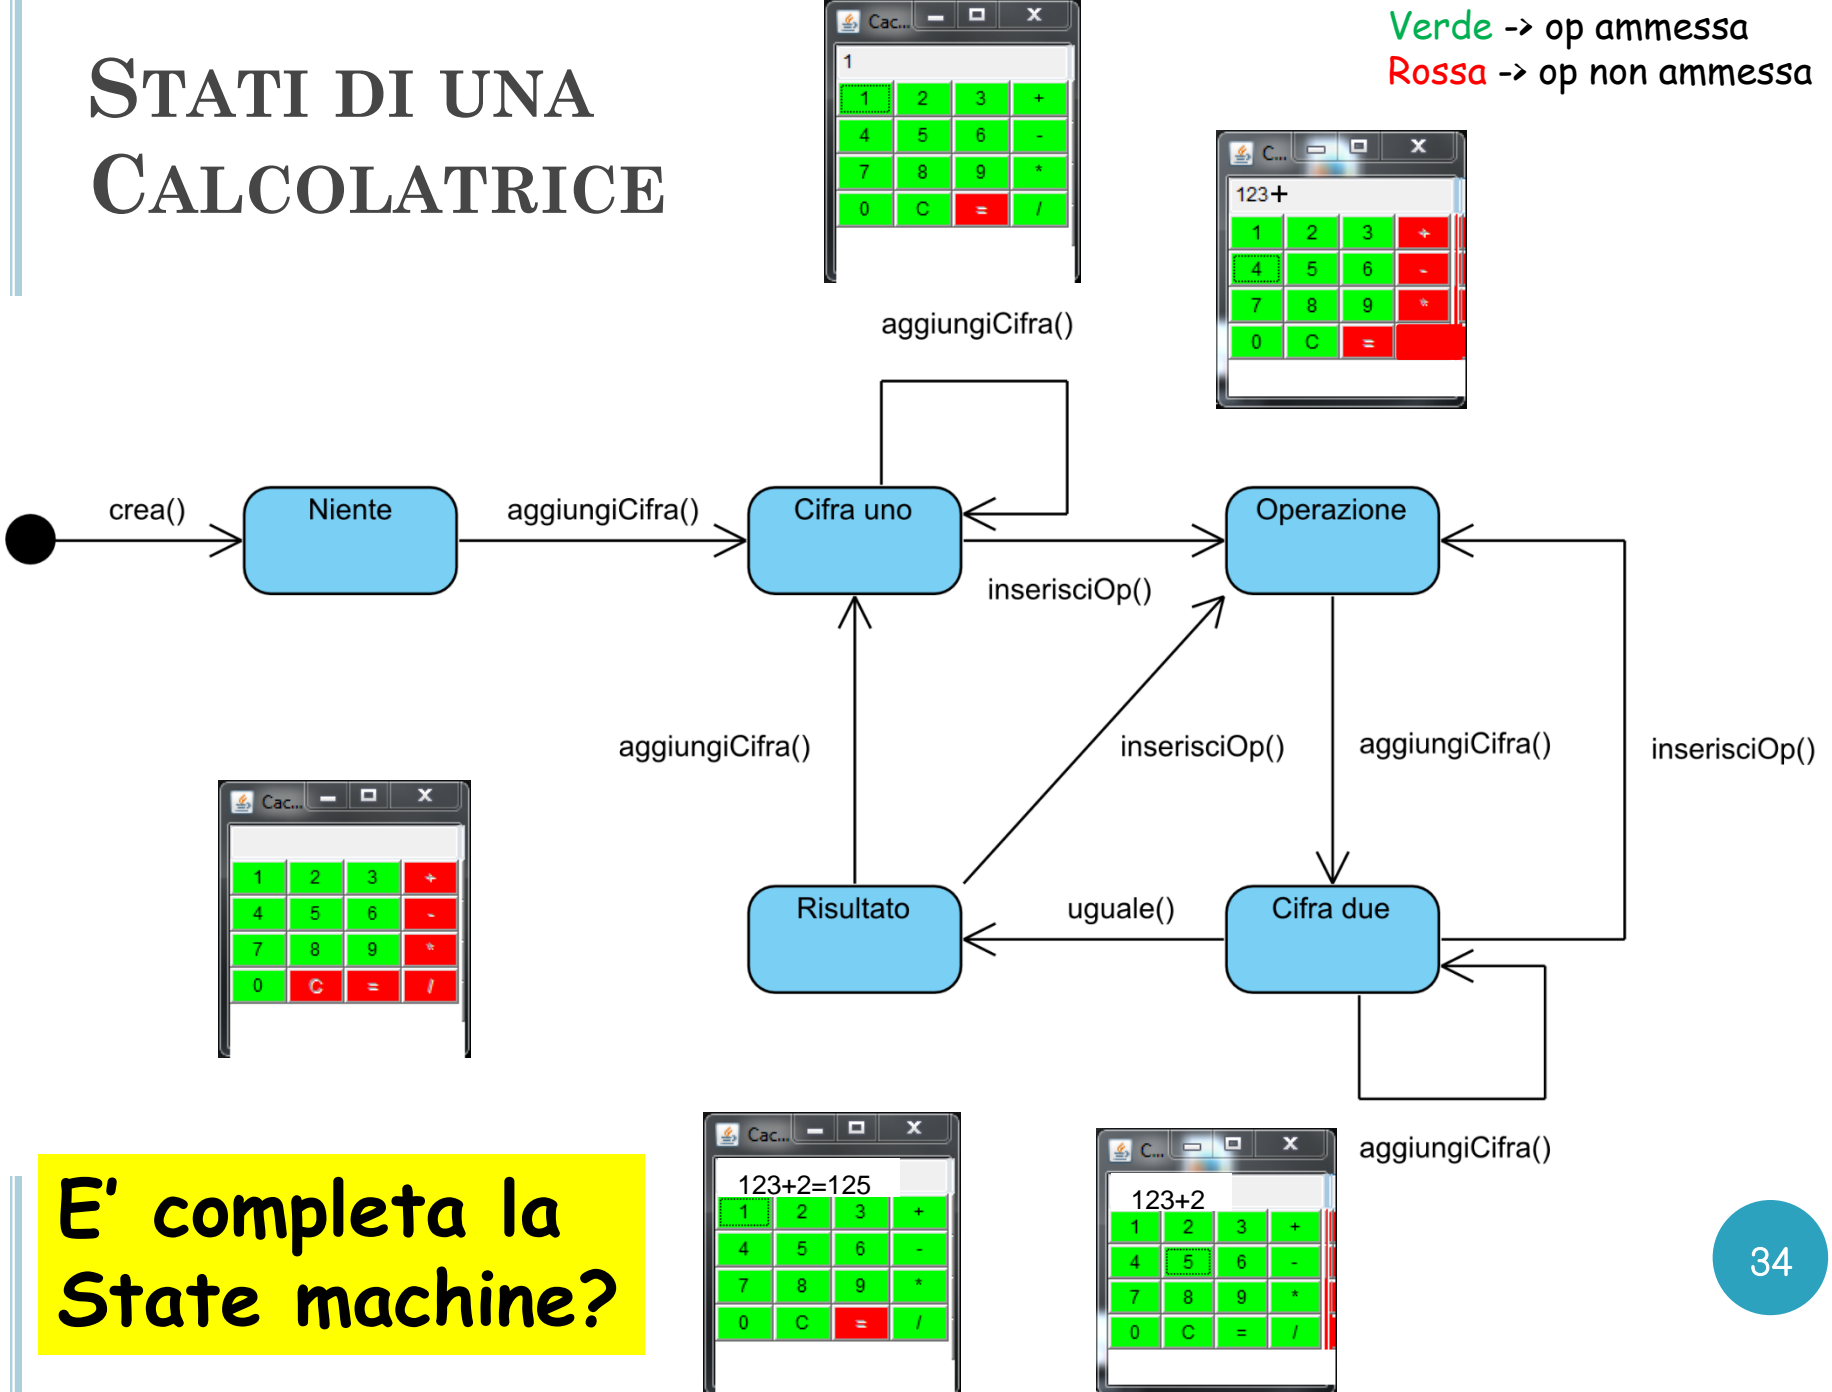 STATI DI UNA
CALCOLATRICE
Verde -> op ammessa
Rossa -> op non ammessa
Cac...
1
1 2 3 +
4 5 6 -
7 8 9 *
0 C = /
C...
123+
1 2 3 +
4 5 6 -
7 8 9 *
0 C =
aggiungiCifra()
crea()
Niente
aggiungiCifra()
Cifra uno
inserisciOp()
Operazione
aggiungiCifra()
inserisciOp()
aggiungiCifra()
inserisciOp()
Cac...
1 2 3 +
4 5 6 -
7 8 9 *
0 C = /
Risultato
uguale()
Cifra due
aggiungiCifra()
Cac...
123+2=125
1 2 3 +
4 5 6 -
7 8 9 *
0 C = /
C...
123+2
1 2 3 +
4 5 6 -
7 8 9 *
0 C = /
E' completa la
State machine?
34